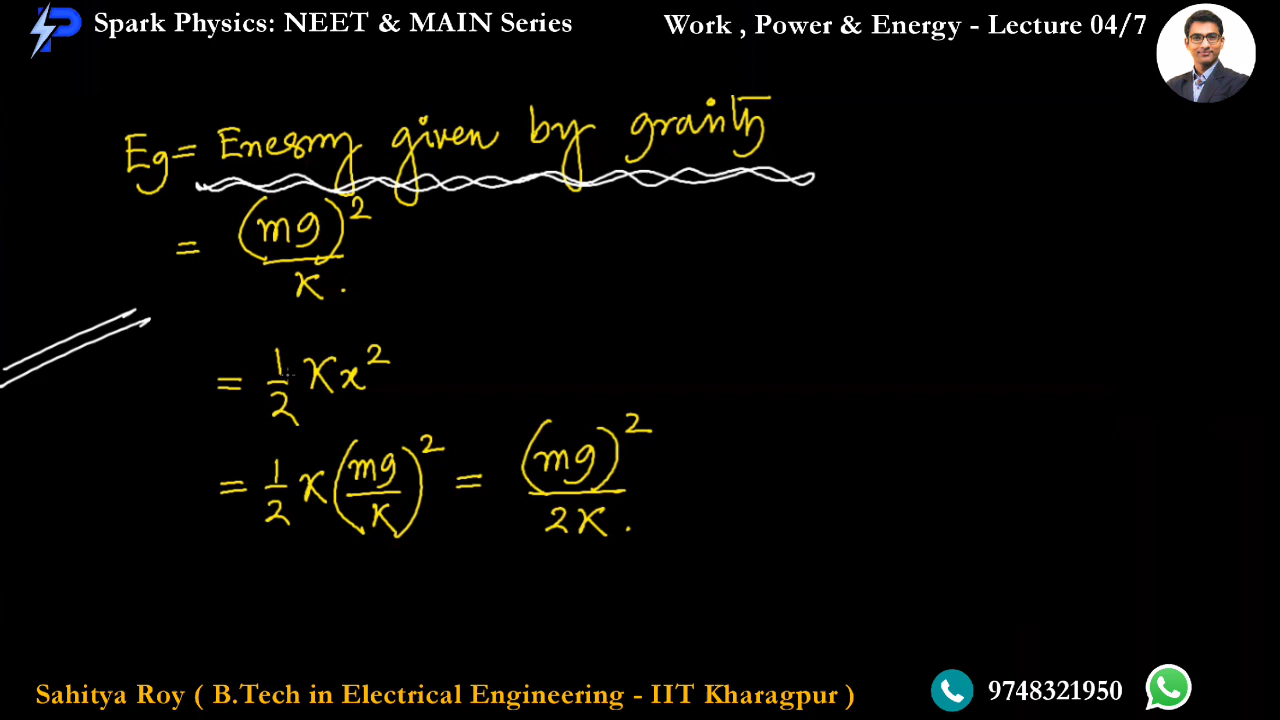 Spark Physics: NEET & MAIN Series
Work , Power & Energy - Lecture 04/7
Eg = Energy given by gravity
= (mg)² / K .
= 1/2 K x²
= 1/2 K (mg/K)² = (mg)² / 2K .
Sahitya Roy ( B.Tech in Electrical Engineering - IIT Kharagpur )
9748321950